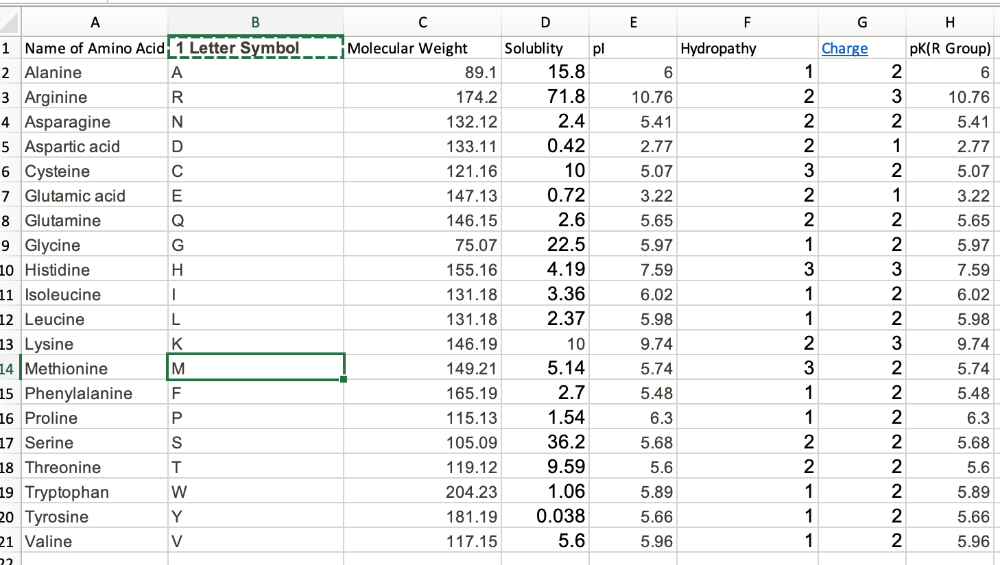 A B C D E F G H
1 Name of Amino Acid 1 Letter Symbol Molecular Weight Solublity pI Hydropathy Charge pK(R Group)
2 Alanine A 89.1 15.8 6 1 2 6
3 Arginine R 174.2 71.8 10.76 2 3 10.76
4 Asparagine N 132.12 2.4 5.41 2 2 5.41
5 Aspartic acid D 133.11 0.42 2.77 2 1 2.77
6 Cysteine C 121.16 10 5.07 3 2 5.07
7 Glutamic acid E 147.13 0.72 3.22 2 1 3.22
8 Glutamine Q 146.15 2.6 5.65 2 2 5.65
9 Glycine G 75.07 22.5 5.97 1 2 5.97
10 Histidine H 155.16 4.19 7.59 3 3 7.59
11 Isoleucine I 131.18 3.36 6.02 1 2 6.02
12 Leucine L 131.18 2.37 5.98 1 2 5.98
13 Lysine K 146.19 10 9.74 2 3 9.74
14 Methionine M 149.21 5.14 5.74 3 2 5.74
15 Phenylalanine F 165.19 2.7 5.48 1 2 5.48
16 Proline P 115.13 1.54 6.3 1 2 6.3
17 Serine S 105.09 36.2 5.68 2 2 5.68
18 Threonine T 119.12 9.59 5.6 2 2 5.6
19 Tryptophan W 204.23 1.06 5.89 1 2 5.89
20 Tyrosine Y 181.19 0.038 5.66 1 2 5.66
21 Valine V 117.15 5.6 5.96 1 2 5.96
22